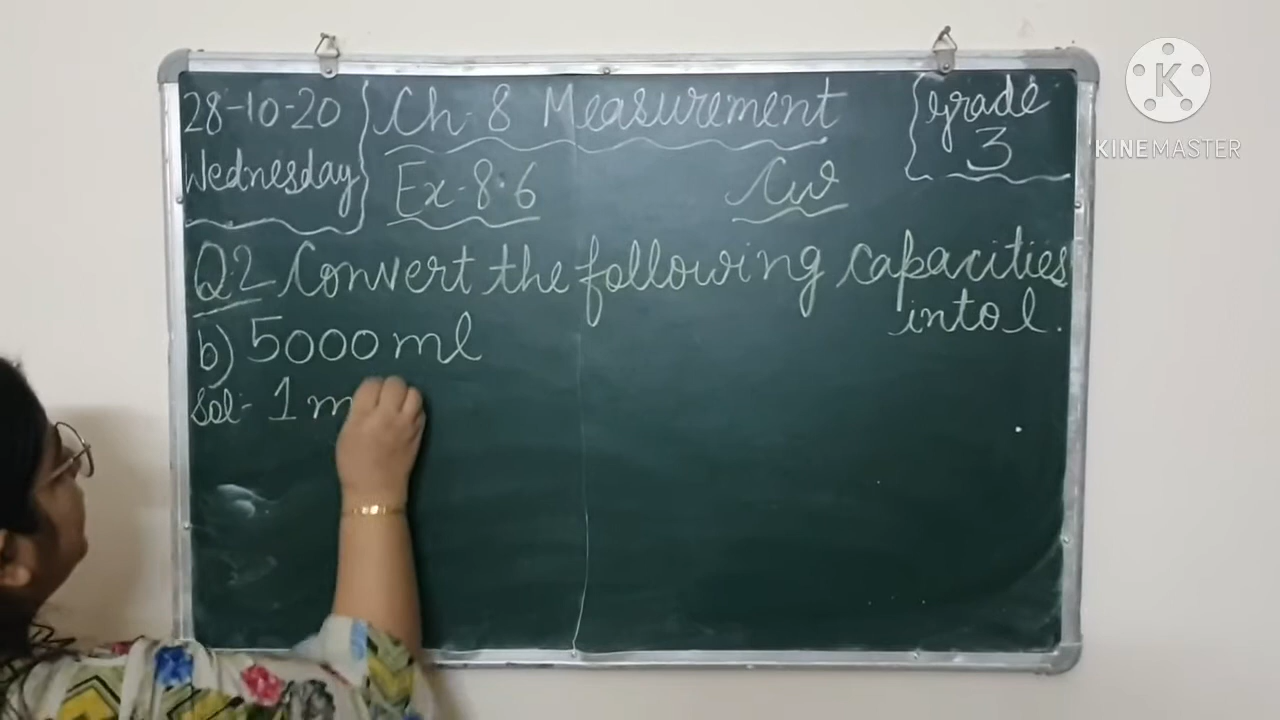 28-10-20
Wednesday
Ch-8 Measurement
Ex-8.6
CW
Grade
3
Q.2 Convert the following capacities
into l.
b) 5000 ml
Sol- 1 m
K
KINEMASTER